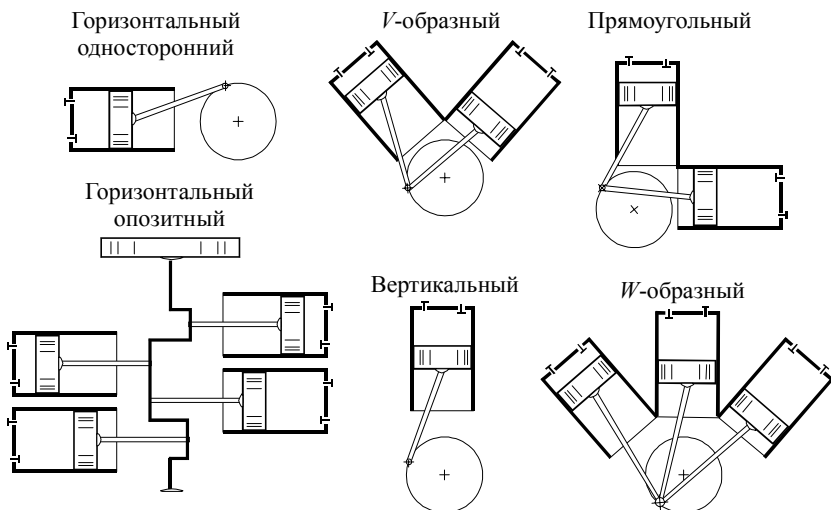 Горизонтальный
односторонний
V-образный
Прямоугольный
Горизонтальный
опозитный
Вертикальный
W-образный